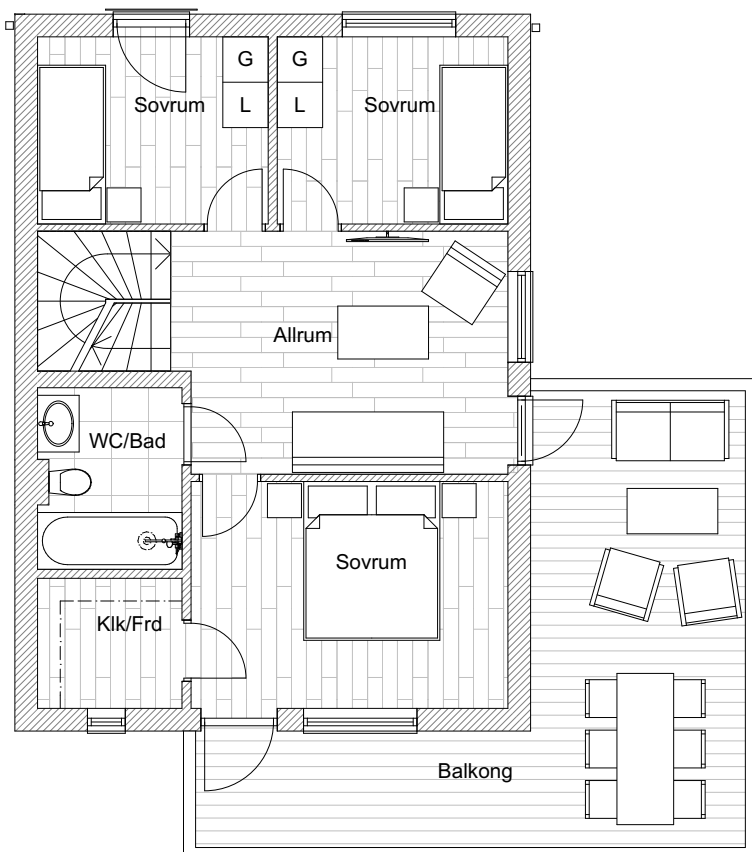 G
G
L
L
Sovrum
Sovrum
Allrum
WC/Bad
Sovrum
Klk/Frd
Balkong